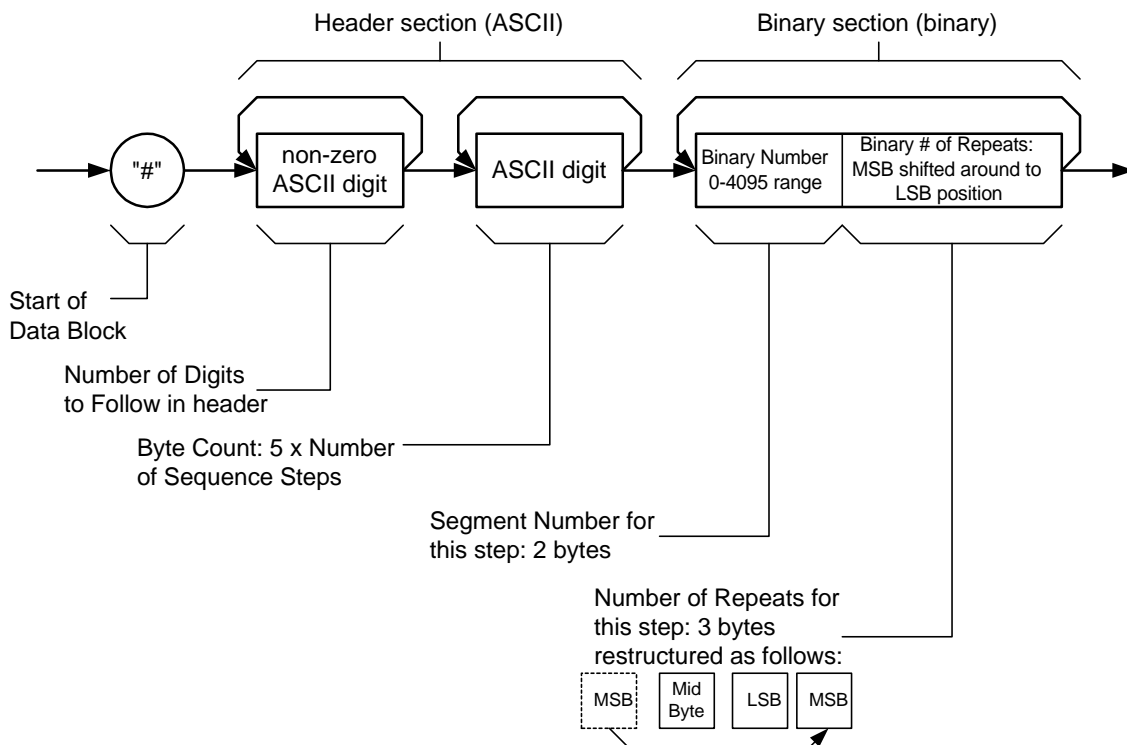 Header section (ASCII)
Binary section (binary)
"#"
non-zero
ASCII digit
ASCII digit
Binary Number
0-4095 range
Binary # of Repeats:
MSB shifted around to
LSB position
Start of
Data Block
Number of Digits
to Follow in header
Byte Count: 5 x Number
of Sequence Steps
Segment Number for
this step: 2 bytes
Number of Repeats for
this step: 3 bytes
restructured as follows:
MSB
Mid
Byte
LSB
MSB